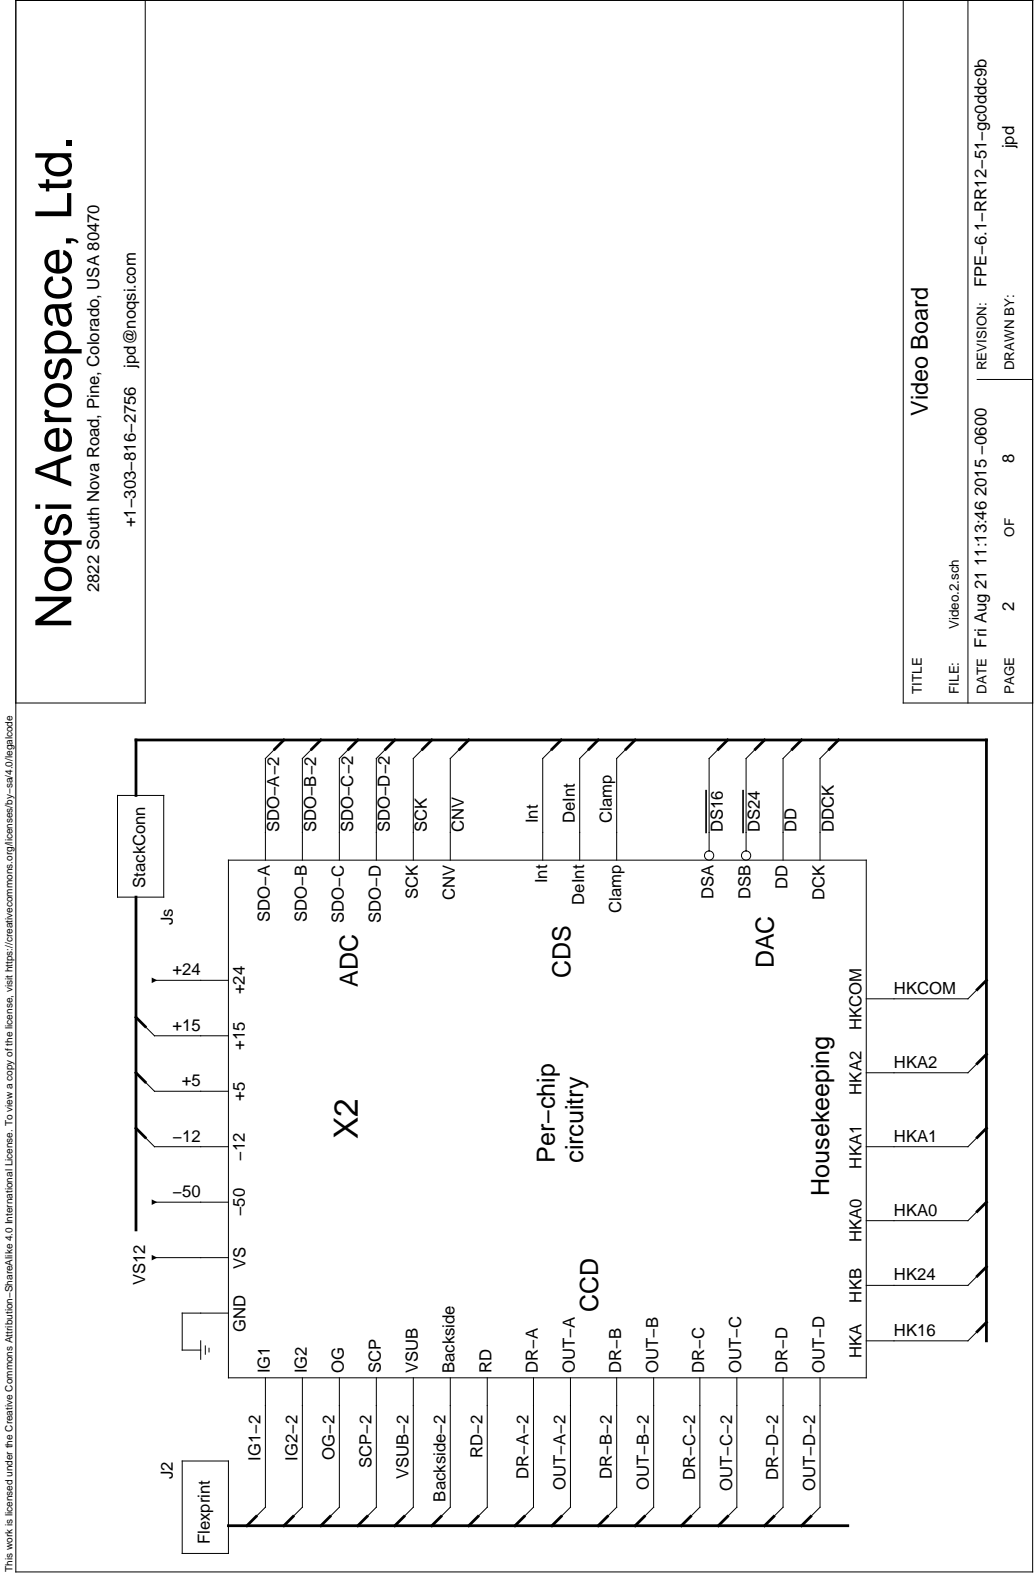 This work is licensed under the Creative Commons Attribution−ShareAlike 4.0 International License. To view a copy of the license, visit https://creativecommons.org/licenses/by−sa/4.0/legalcode
Noqsi Aerospace, Ltd.
2822 South Nova Road, Pine, Colorado, USA 80470
+1−303−816−2756 jpd@noqsi.com
J2
Flexprint
StackConn
Js
VS12
−50
−12
+5
+15
+24
GND
VS
−50
−12
+5
+15
+24
IG1−2
IG2−2
OG−2
SCP−2
VSUB−2
Backside−2
RD−2
DR−A−2
OUT−A−2
DR−B−2
OUT−B−2
DR−C−2
OUT−C−2
DR−D−2
OUT−D−2
IG1
IG2
OG
SCP
VSUB
Backside
RD
DR−A
OUT−A
DR−B
OUT−B
DR−C
OUT−C
DR−D
OUT−D
CCD
X2
Per−chip
circuitry
ADC
CDS
DAC
Housekeeping
SDO−A
SDO−B
SDO−C
SDO−D
SCK
CNV
Int
DeInt
Clamp
DSA
DSB
DD
DCK
SDO−A−2
SDO−B−2
SDO−C−2
SDO−D−2
SCK
CNV
Int
DeInt
Clamp
DS16
DS24
DD
DDCK
HKA
HKB
HKA0
HKA1
HKA2
HKCOM
HK16
HK24
HKA0
HKA1
HKA2
HKCOM
TITLE
Video Board
FILE: Video.2.sch
DATE Fri Aug 21 11:13:46 2015 −0600
REVISION: FPE−6.1−RR12−51−gc0ddc9b
PAGE 2 OF 8
DRAWN BY: jpd